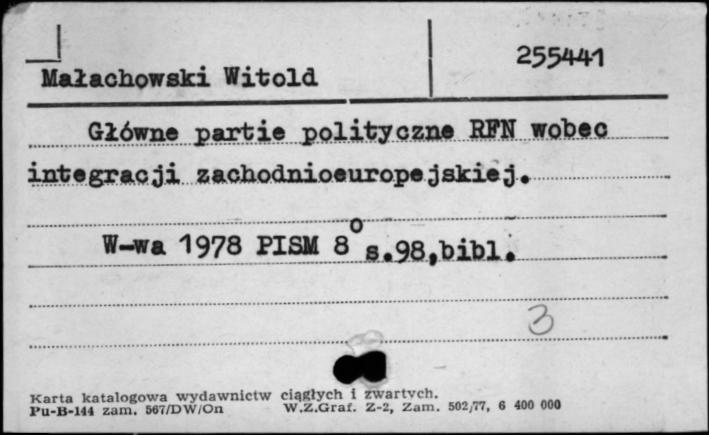 255441
Małachowski Witold
Główne partie polityczne RFN wobec
integracji zachodnioeuropejskiej.
W-wa 1978 PISM 8° s.98,bibl.
3
Karta katalogowa wydawnictw ciągłych i zwartych.
Pu-B-144 zam. 567/DW/On W.Z.Graf. Z-2, Zam. 502/77, 6 400 000